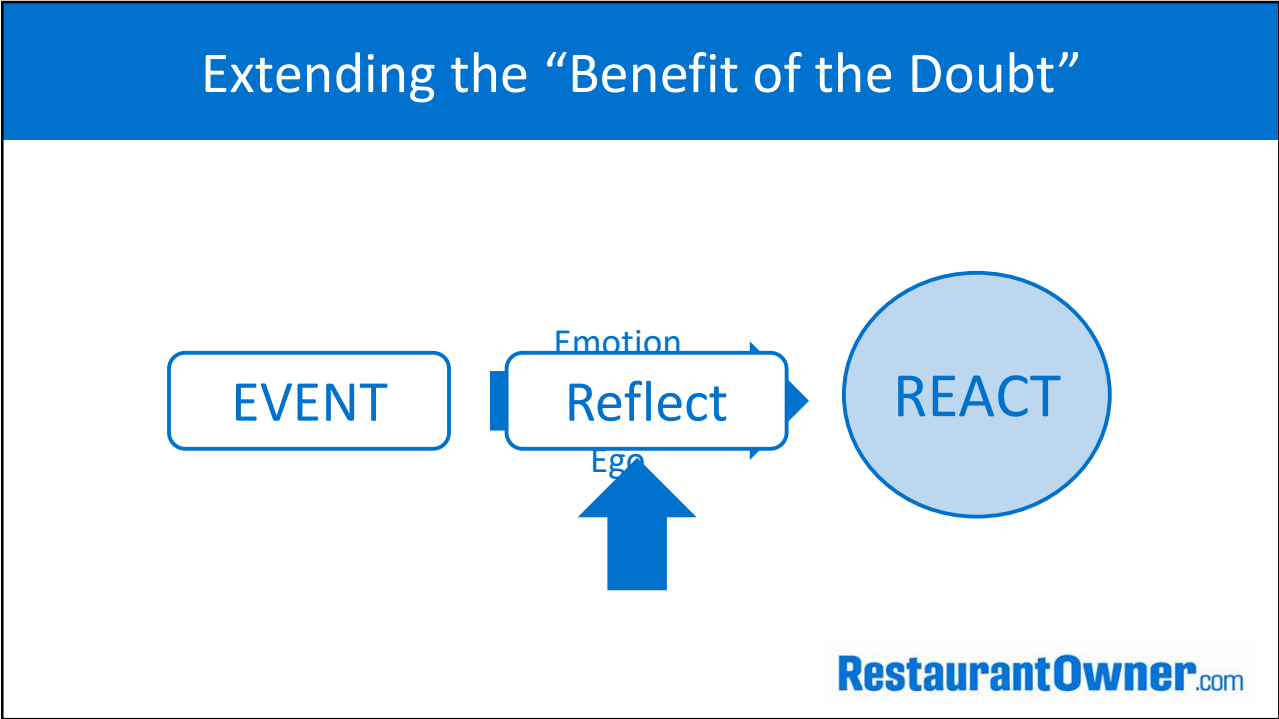 Extending the “Benefit of the Doubt”
Emotion
EVENT
Reflect
REACT
Ego
RestaurantOwner.com